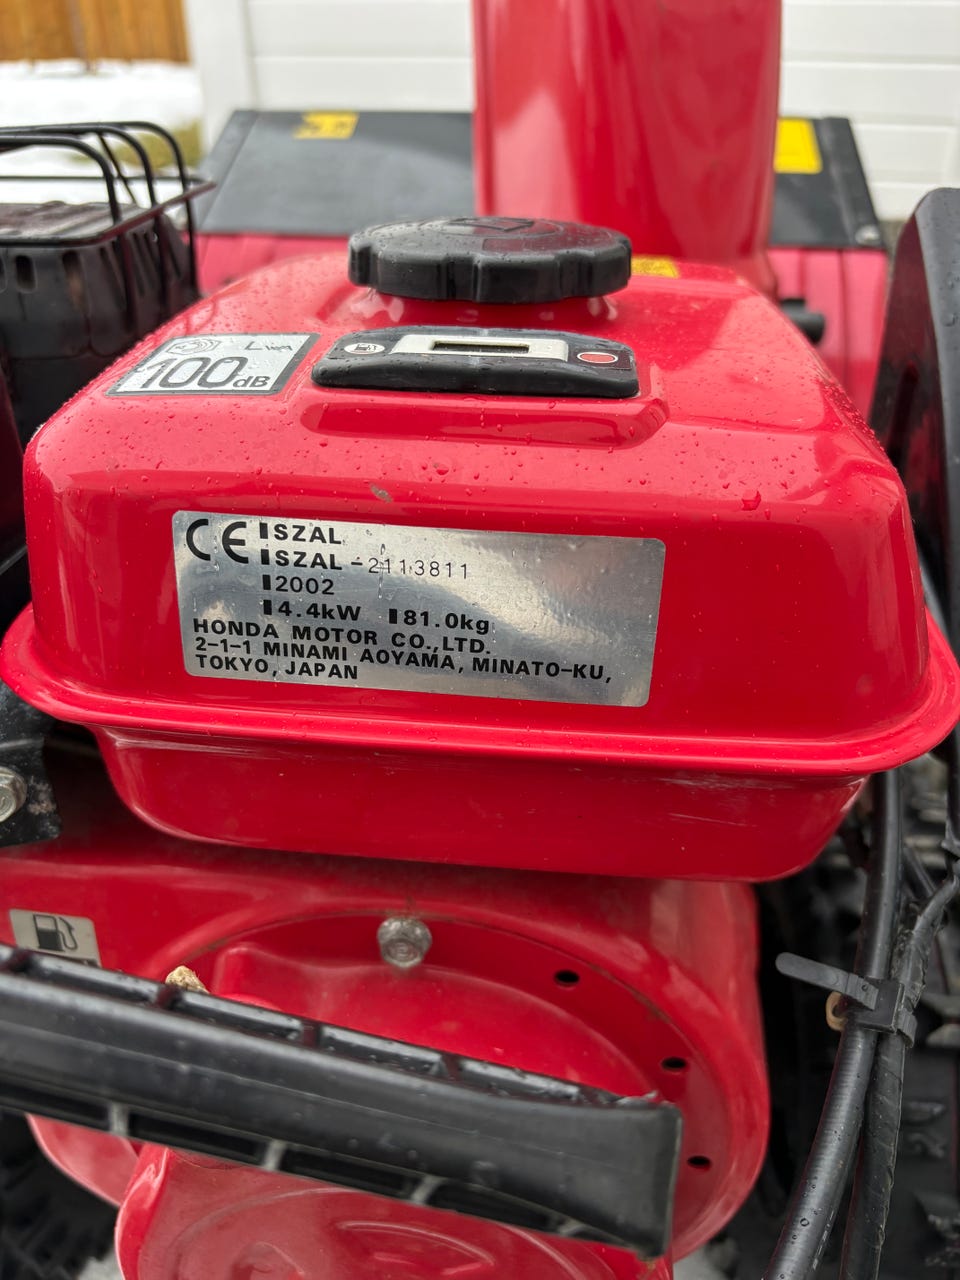 LWA
100dB
CE SZAL
SZAL-2113811
2002
4.4kW 81.0kg
HONDA MOTOR CO.,LTD.
2-1-1 MINAMI AOYAMA, MINATO-KU,
TOKYO, JAPAN